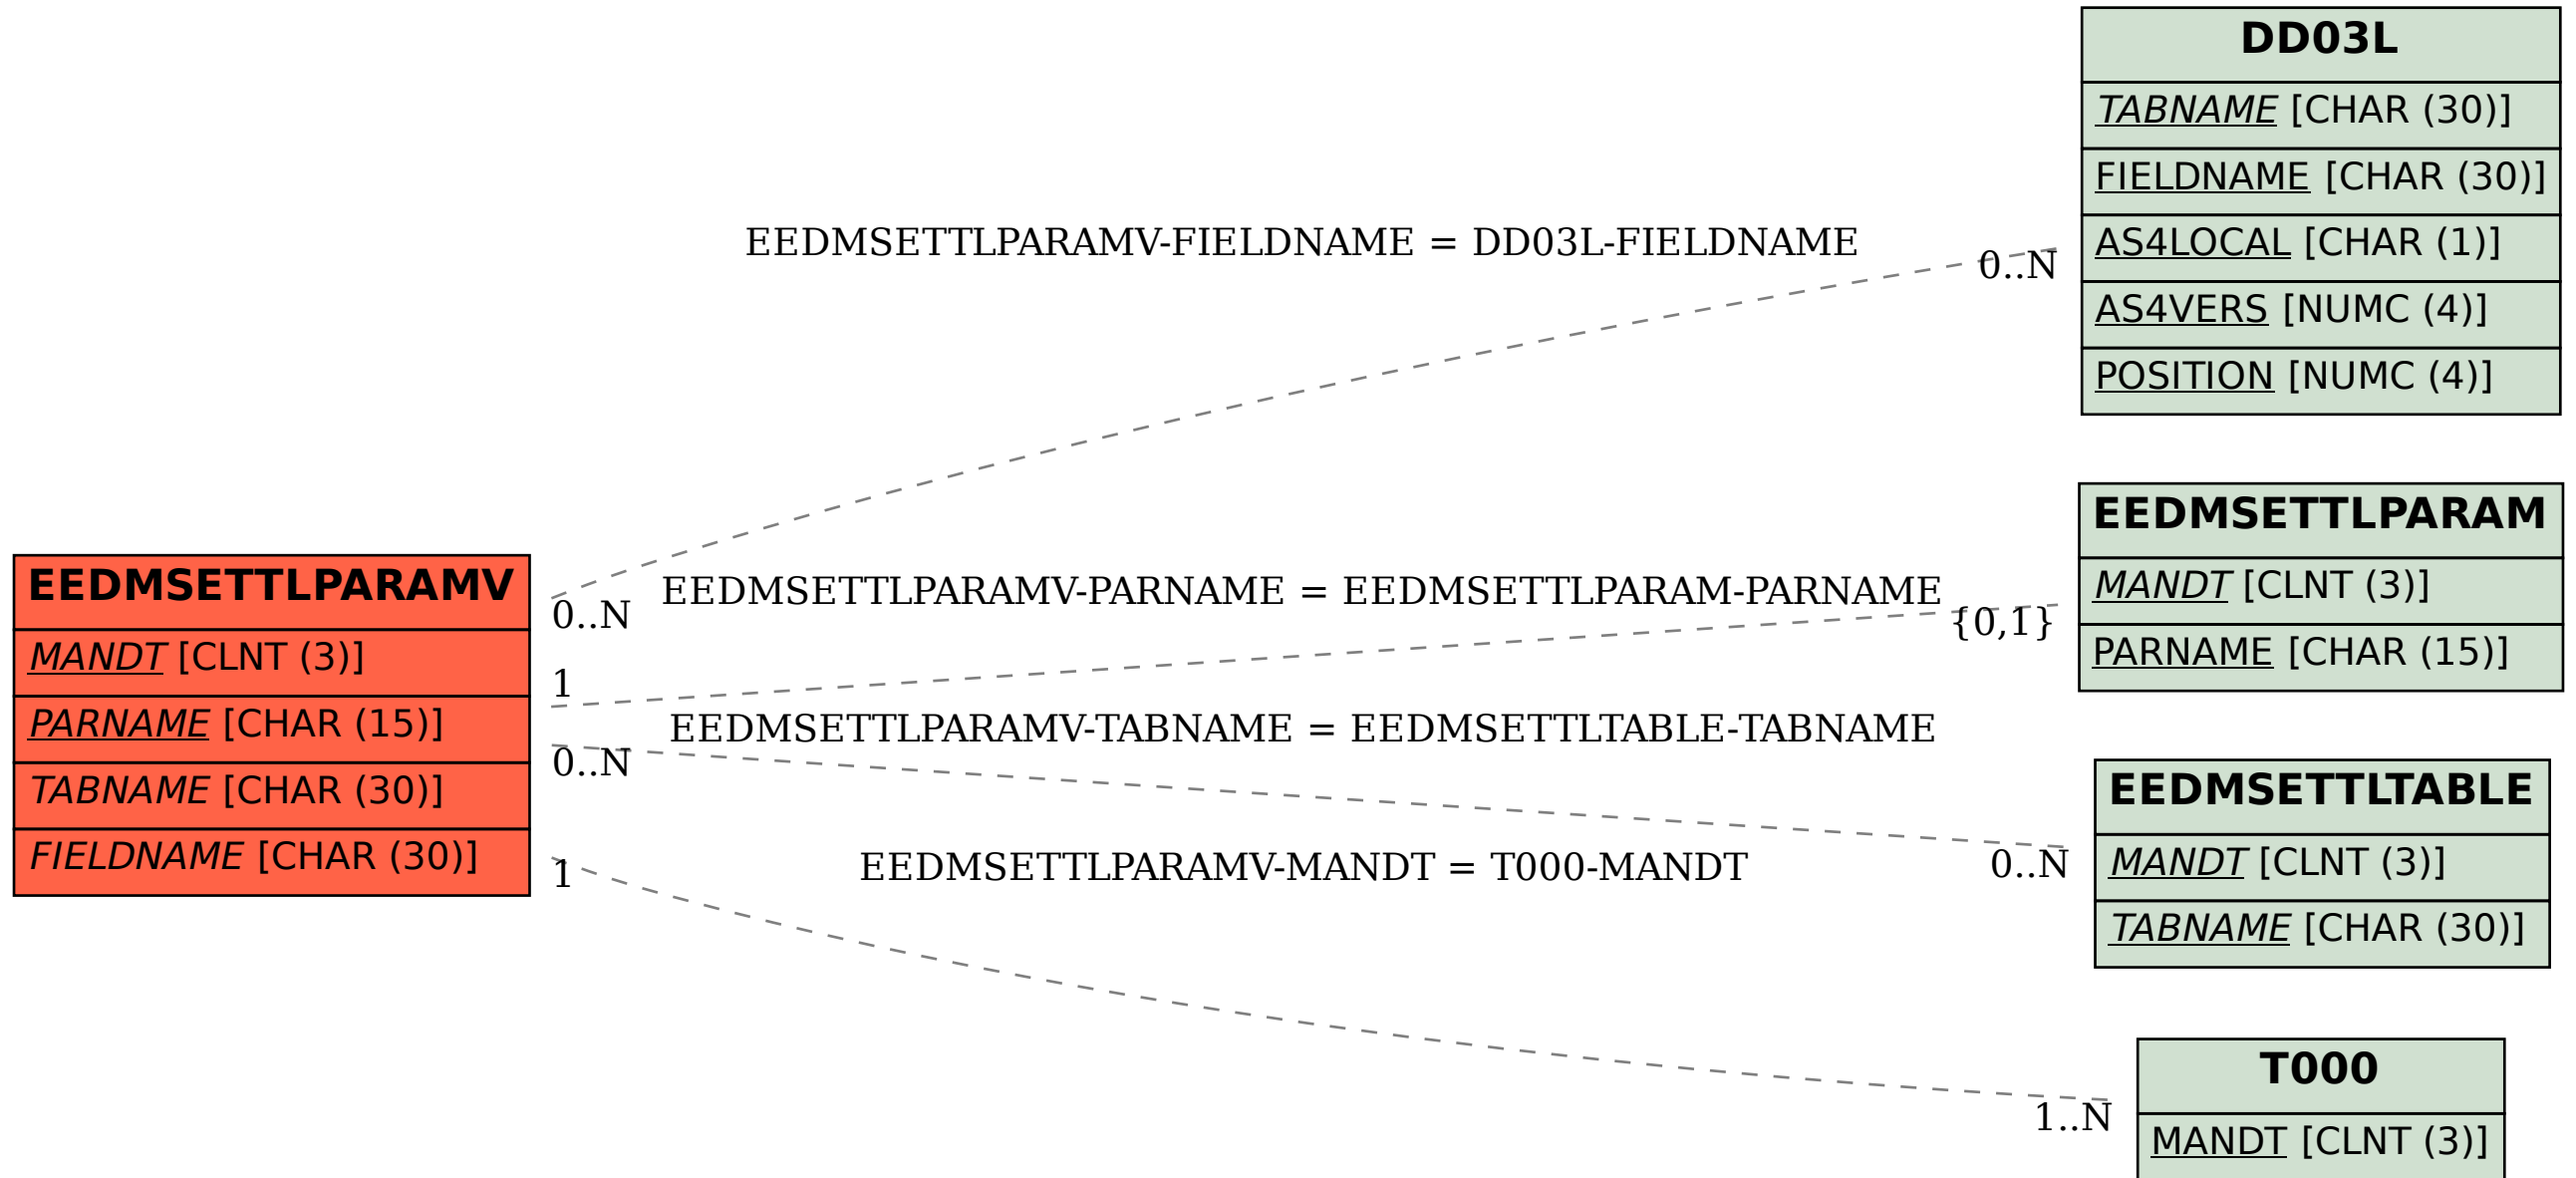 DD03L
TABNAME [CHAR (30)]
FIELDNAME [CHAR (30)]
AS4LOCAL [CHAR (1)]
AS4VERS [NUMC (4)]
POSITION [NUMC (4)]
EEDMSETTLPARAMV-FIELDNAME = DD03L-FIELDNAME
0..N
0..N
EEDMSETTLPARAMV
MANDT [CLNT (3)]
PARNAME [CHAR (15)]
TABNAME [CHAR (30)]
FIELDNAME [CHAR (30)]
EEDMSETTLPARAMV-PARNAME = EEDMSETTLPARAM-PARNAME
1
{0,1}
EEDMSETTLPARAM
MANDT [CLNT (3)]
PARNAME [CHAR (15)]
EEDMSETTLPARAMV-TABNAME = EEDMSETTLTABLE-TABNAME
0..N
0..N
EEDMSETTLTABLE
MANDT [CLNT (3)]
TABNAME [CHAR (30)]
EEDMSETTLPARAMV-MANDT = T000-MANDT
1
1..N
T000
MANDT [CLNT (3)]